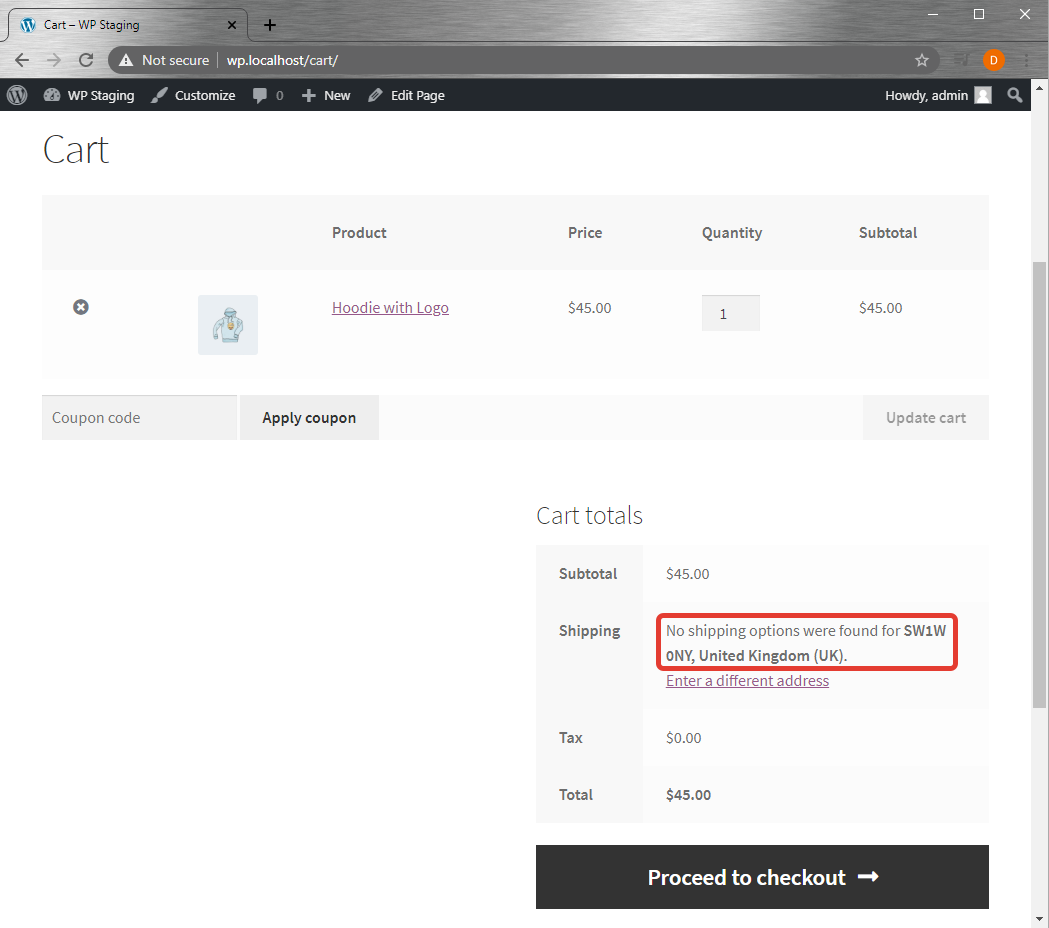 Cart – WP Staging
Not secure
wp.localhost/cart/
D
WP Staging
Customize
0
New
Edit Page
Howdy, admin
Cart
Product
Price
Quantity
Subtotal
Hoodie with Logo
$45.00
1
$45.00
Coupon code
Apply coupon
Update cart
Cart totals
Subtotal
$45.00
Shipping
No shipping options were found for SW1W
0NY, United Kingdom (UK).
Enter a different address
Tax
$0.00
Total
$45.00
Proceed to checkout